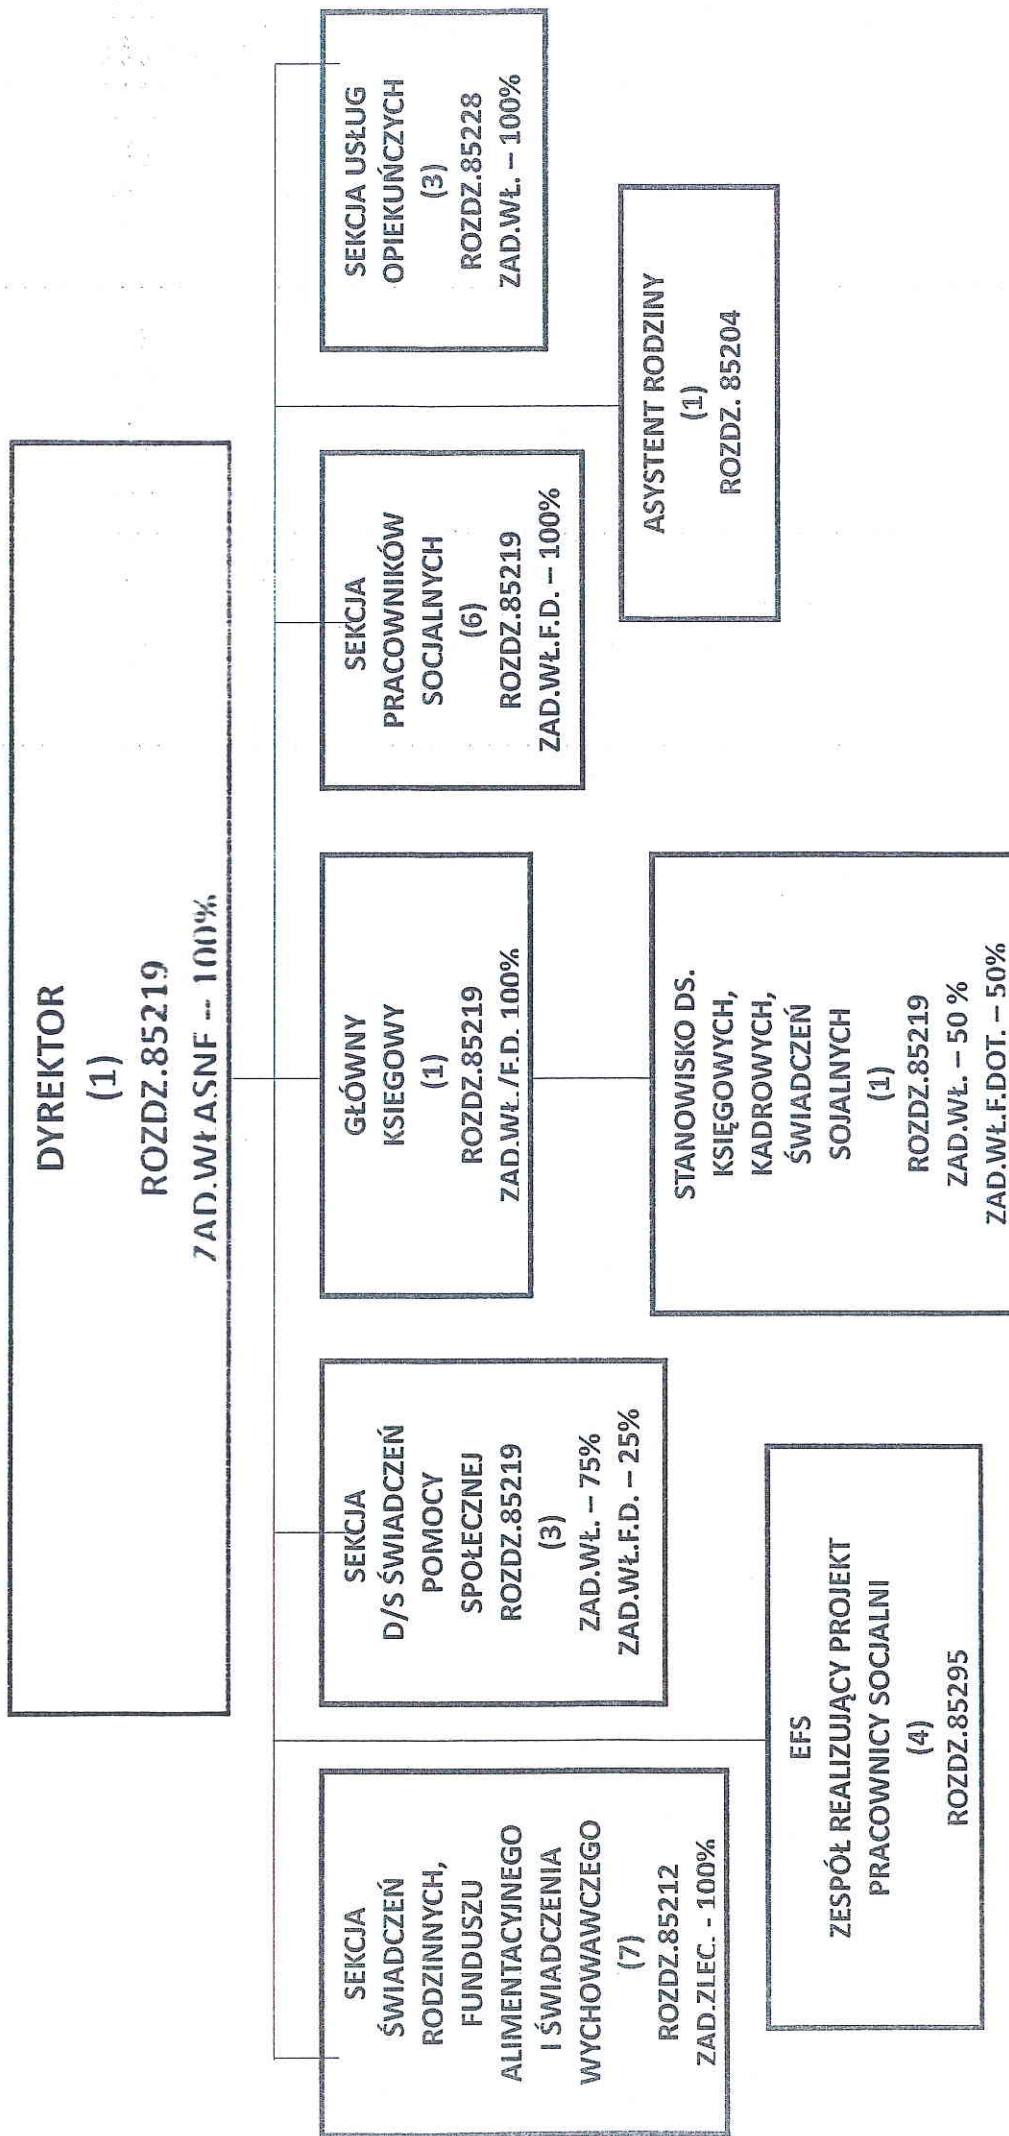 DYREKTOR
(1)
ROZDZ.85219
ZAD.WŁASNE – 100%
SEKCJA
ŚWIADCZEŃ
RODZINNYCH,
FUNDUSZU
ALIMENTACYJNEGO
I ŚWIADCZENIA
WYCHOWAWCZEGO
(7)
ROZDZ.85212
ZAD.ZLEC. - 100%
SEKCJA
D/S ŚWIADCZEŃ
POMOCY
SPOŁECZNEJ
ROZDZ.85219
(3)
ZAD.WŁ. – 75%
ZAD.WŁ.F.D. – 25%
GŁÓWNY
KSIEGOWY
(1)
ROZDZ.85219
ZAD.WŁ./F.D. 100%
SEKCJA
PRACOWNIKÓW
SOCJALNYCH
(6)
ROZDZ.85219
ZAD.WŁ.F.D. – 100%
SEKCJA USŁUG
OPIEKUŃCZYCH
(3)
ROZDZ.85228
ZAD.WŁ. – 100%
EFS
ZESPÓŁ REALIZUJĄCY PROJEKT
PRACOWNICY SOCJALNI
(4)
ROZDZ.85295
STANOWISKO DS.
KSIĘGOWYCH,
KADROWYCH,
ŚWIADCZEŃ
SOJALNYCH
(1)
ROZDZ.85219
ZAD.WŁ. – 50 %
ZAD.WŁ.F.DOT. – 50%
ASYSTENT RODZINY
(1)
ROZDZ. 85204